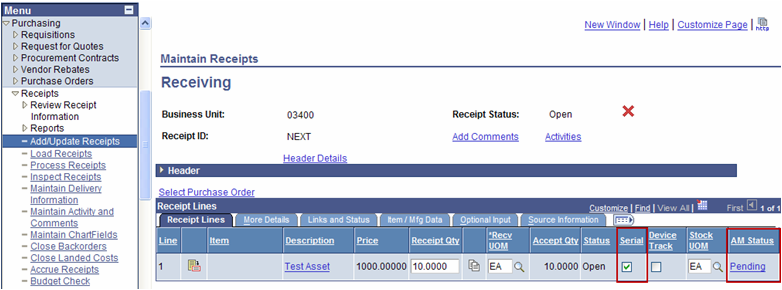 Menu
Purchasing
Requisitions
Request for Quotes
Procurement Contracts
Vendor Rebates
Purchase Orders
Receipts
Review Receipt
Information
Reports
Add/Update Receipts
Load Receipts
Process Receipts
Inspect Receipts
Maintain Delivery
Information
Maintain Activity and
Comments
Maintain ChartFields
Close Backorders
Close Landed Costs
Accrue Receipts
Budget Check
New Window | Help | Customize Page | http
Maintain Receipts
Receiving
Business Unit: 03400 Receipt Status: Open
Receipt ID: NEXT Add Comments Activities
Header Details
Header
Select Purchase Order
Receipt Lines Customize | Find | View All | First 1 of 1
Receipt Lines More Details Links and Status Item / Mfg Data Optional Input Source Information
Line Item Description Price Receipt Qty *Recv UOM Accept Qty Status Serial Device Track Stock UOM AM Status
1 Test Asset 1000.00000 10.0000 EA 10.0000 Open EA Pending